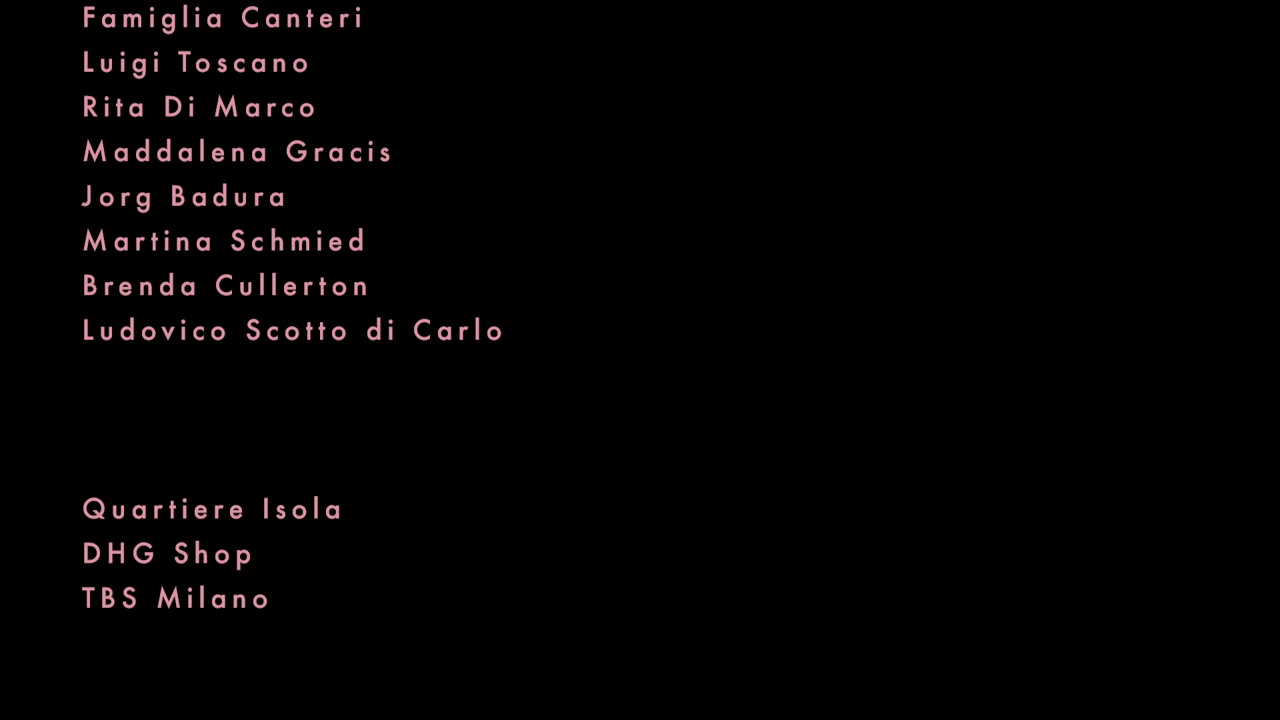 Famiglia Canteri
Luigi Toscano
Rita Di Marco
Maddalena Gracis
Jorg Badura
Martina Schmied
Brenda Cullerton
Ludovico Scotto di Carlo
Quartiere Isola
DHG Shop
TBS Milano